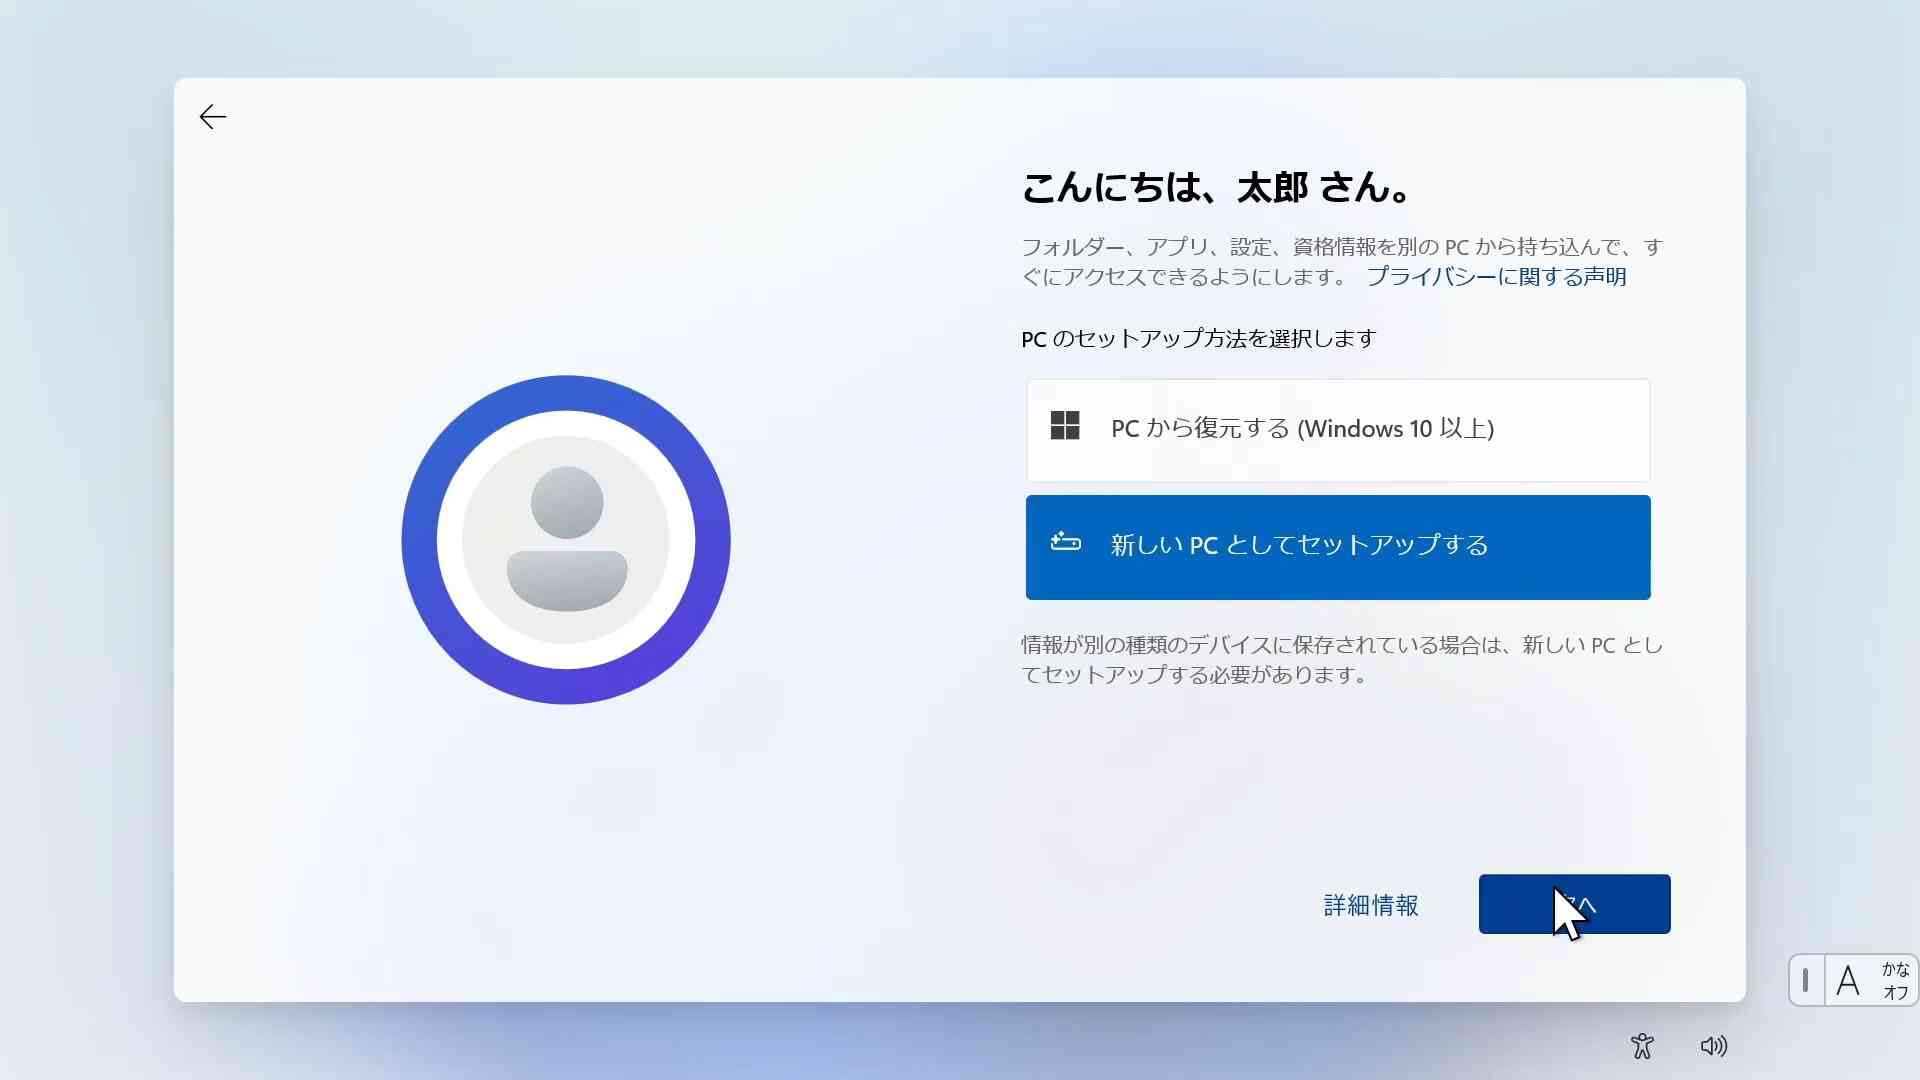 こんにちは、太郎 さん。
フォルダー、アプリ、設定、資格情報を別の PC から持ち込んで、す
ぐにアクセスできるようにします。 プライバシーに関する声明
PC のセットアップ方法を選択します
PC から復元する (Windows 10 以上)
新しい PC としてセットアップする
情報が別の種類のデバイスに保存されている場合は、新しい PC とし
てセットアップする必要があります。
詳細情報
へ
A
かな
オフ